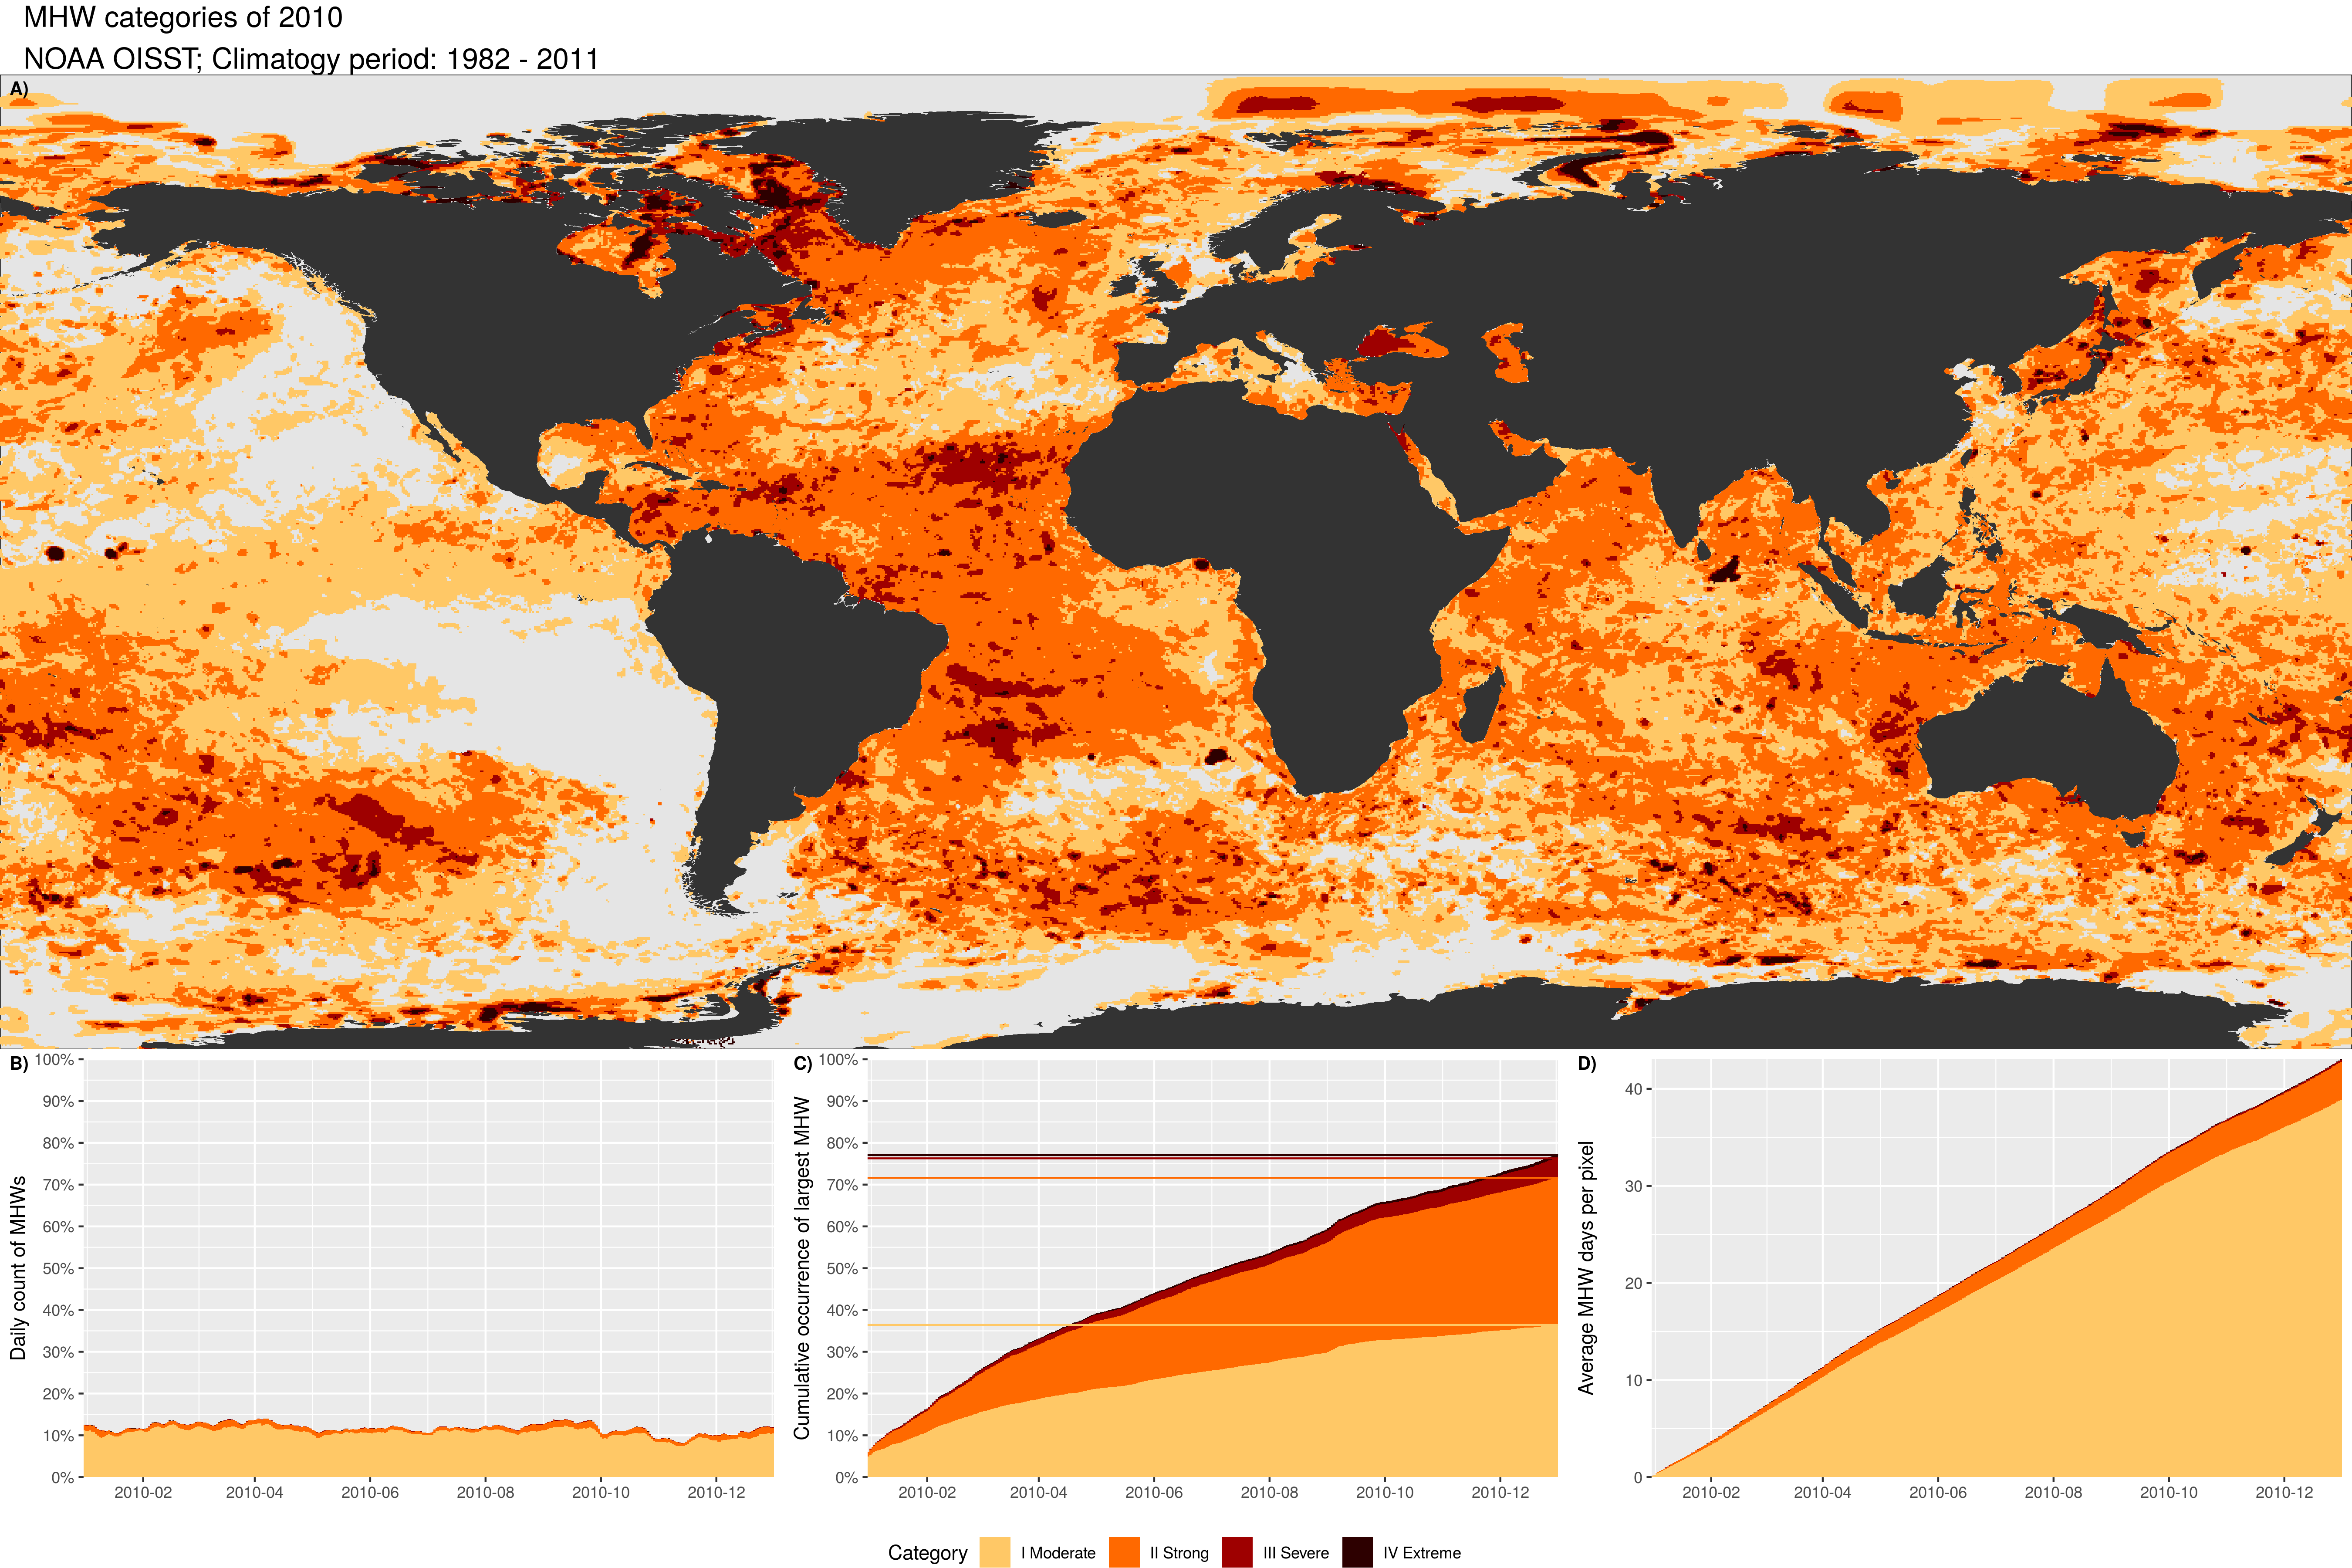 MHW categories of 2010
NOAA OISST; Climatogy period: 1982 - 2011
A)
B)
Daily count of MHWs
100%
90%
80%
70%
60%
50%
40%
30%
20%
10%
0%
2010-02 2010-04 2010-06 2010-08 2010-10 2010-12
C)
Cumulative occurrence of largest MHW
100%
90%
80%
70%
60%
50%
40%
30%
20%
10%
0%
2010-02 2010-04 2010-06 2010-08 2010-10 2010-12
D)
Average MHW days per pixel
40
30
20
10
0
2010-02 2010-04 2010-06 2010-08 2010-10 2010-12
Category I Moderate II Strong III Severe IV Extreme